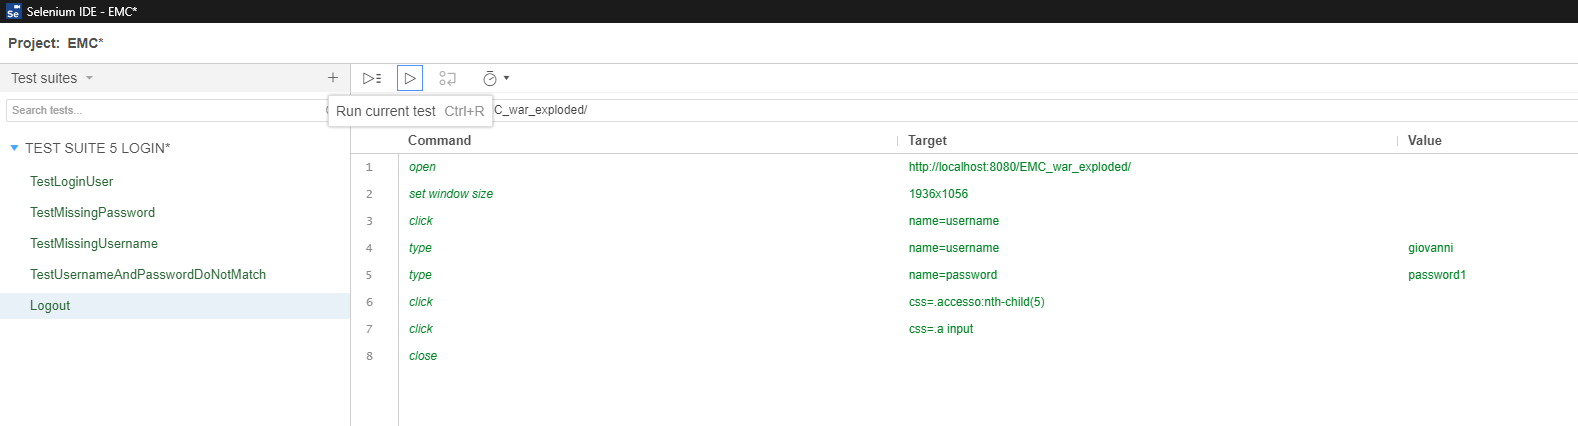 Se Selenium IDE - EMC*
Project: EMC*
Test suites +
Search tests...
Run current test Ctrl+R
C_war_exploded/
TEST SUITE 5 LOGIN*
TestLoginUser
TestMissingPassword
TestMissingUsername
TestUsernameAndPasswordDoNotMatch
Logout
Command Target Value
1 open http://localhost:8080/EMC_war_exploded/
2 set window size 1936x1056
3 click name=username
4 type name=username giovanni
5 type name=password password1
6 click css=.accesso:nth-child(5)
7 click css=.a input
8 close